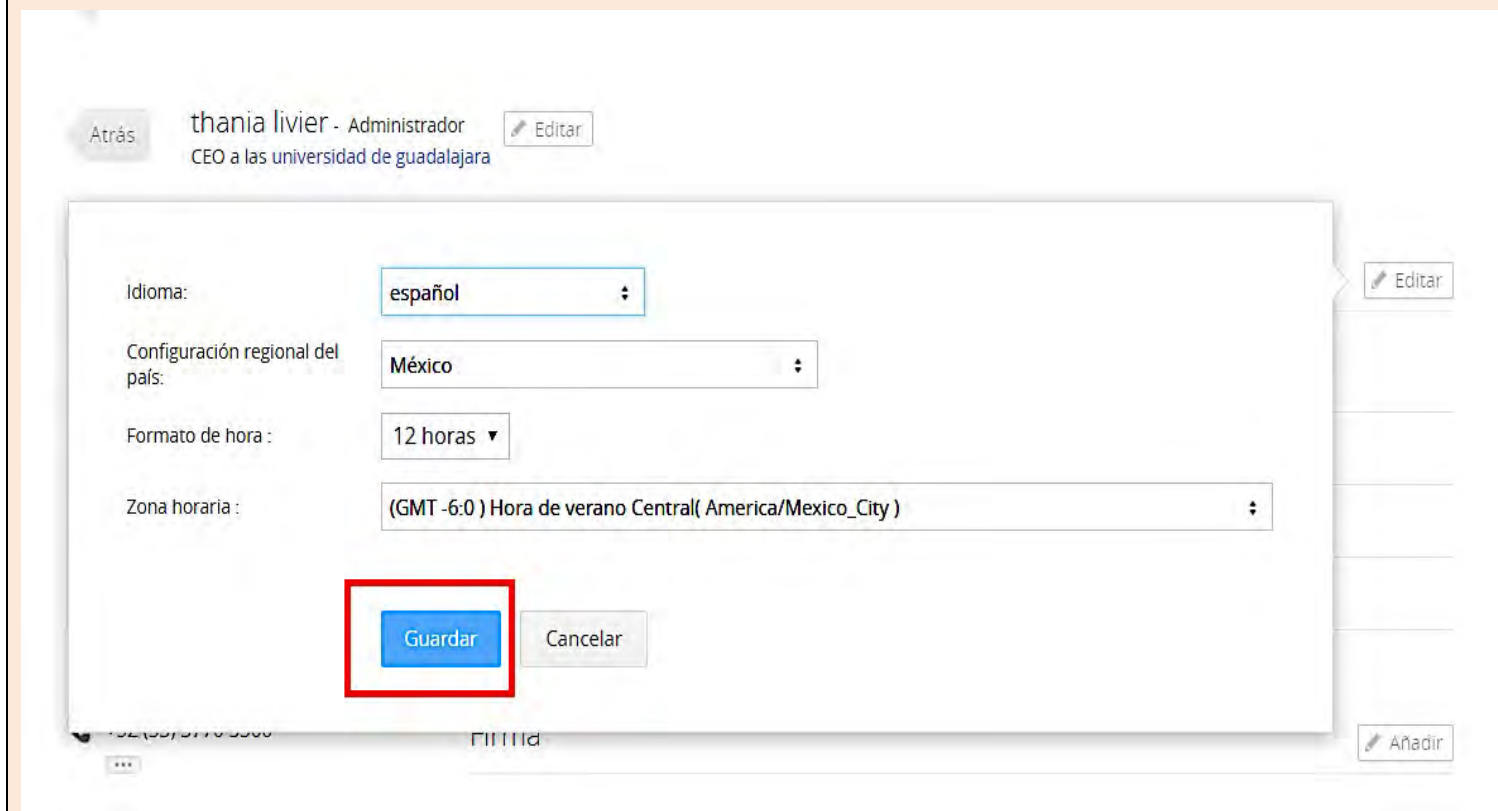 Atrás
thania livier - Administrador
Editar
CEO a las universidad de guadalajara
Idioma:
español
Editar
Configuración regional del
país:
México
Formato de hora :
12 horas
Zona horaria :
(GMT -6:0 ) Hora de verano Central( America/Mexico_City )
Guardar
Cancelar
Firma
Añadir